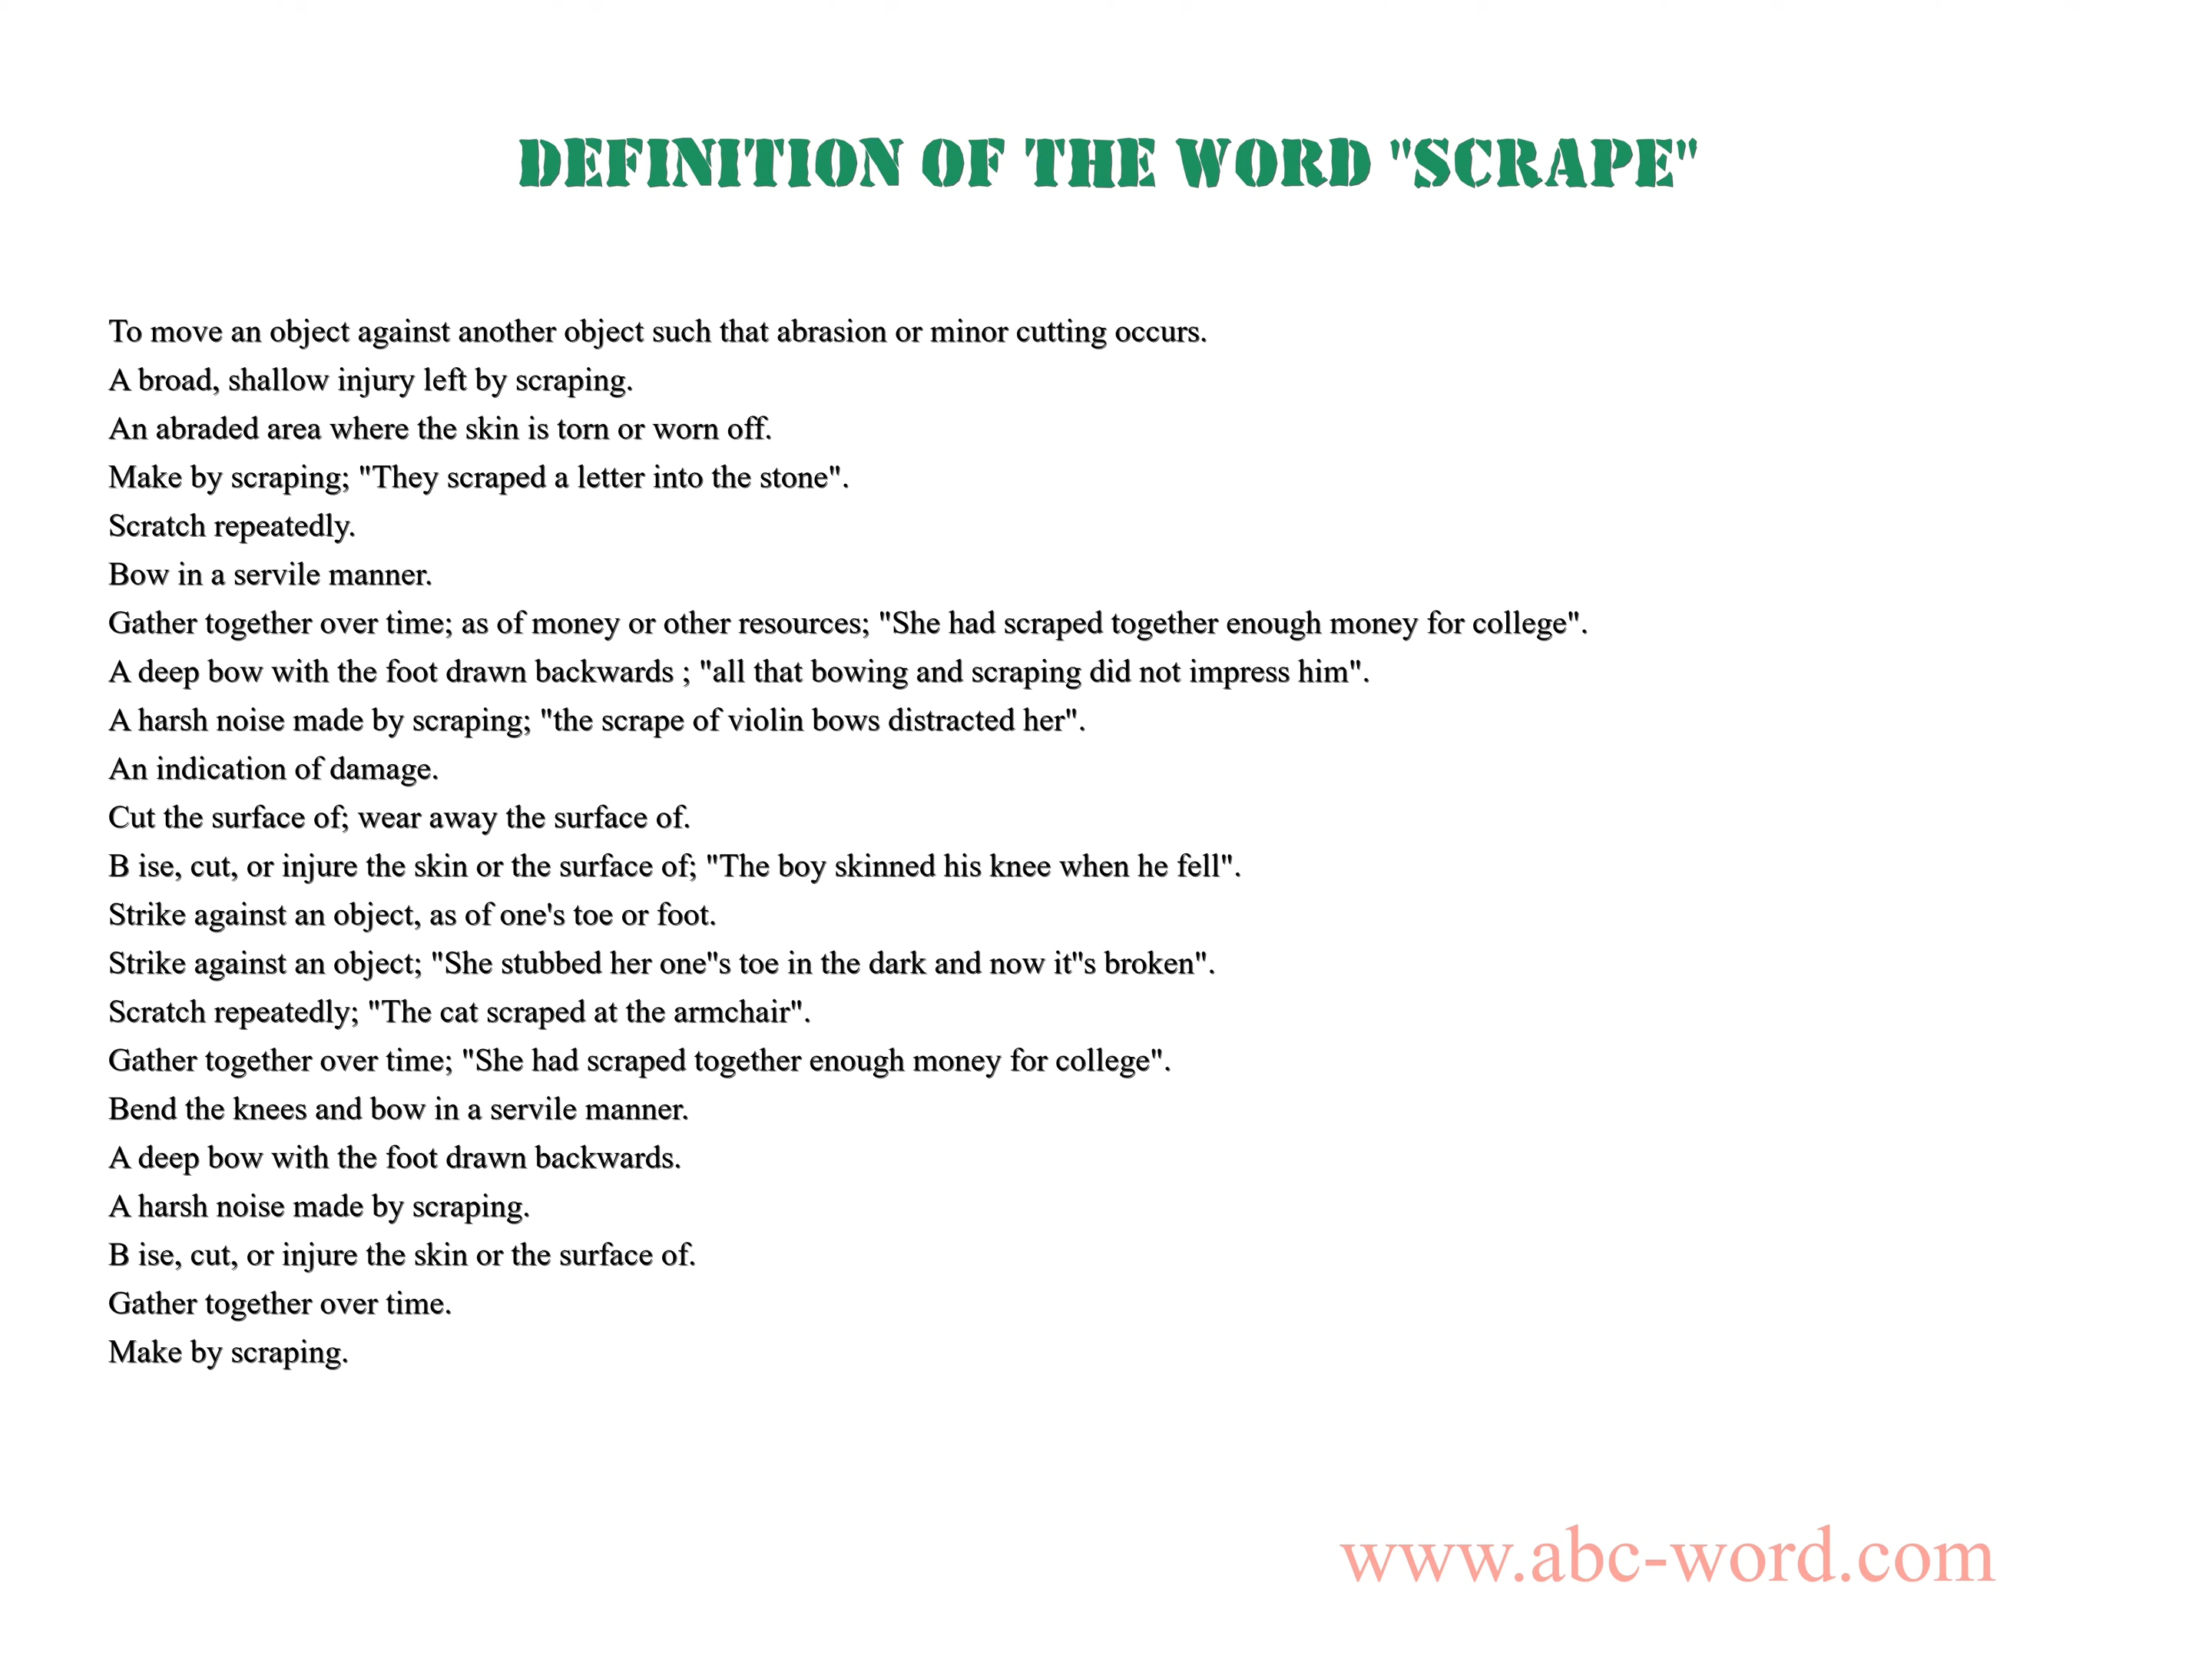 DEFINITION OF THE WORD "SCRAPE"
To move an object against another object such that abrasion or minor cutting occurs.
A broad, shallow injury left by scraping.
An abraded area where the skin is torn or worn off.
Make by scraping; "They scraped a letter into the stone".
Scratch repeatedly.
Bow in a servile manner.
Gather together over time; as of money or other resources; "She had scraped together enough money for college".
A deep bow with the foot drawn backwards ; "all that bowing and scraping did not impress him".
A harsh noise made by scraping; "the scrape of violin bows distracted her".
An indication of damage.
Cut the surface of; wear away the surface of.
B ise, cut, or injure the skin or the surface of; "The boy skinned his knee when he fell".
Strike against an object, as of one's toe or foot.
Strike against an object; "She stubbed her one"s toe in the dark and now it"s broken".
Scratch repeatedly; "The cat scraped at the armchair".
Gather together over time; "She had scraped together enough money for college".
Bend the knees and bow in a servile manner.
A deep bow with the foot drawn backwards.
A harsh noise made by scraping.
B ise, cut, or injure the skin or the surface of.
Gather together over time.
Make by scraping.
www.abc-word.com